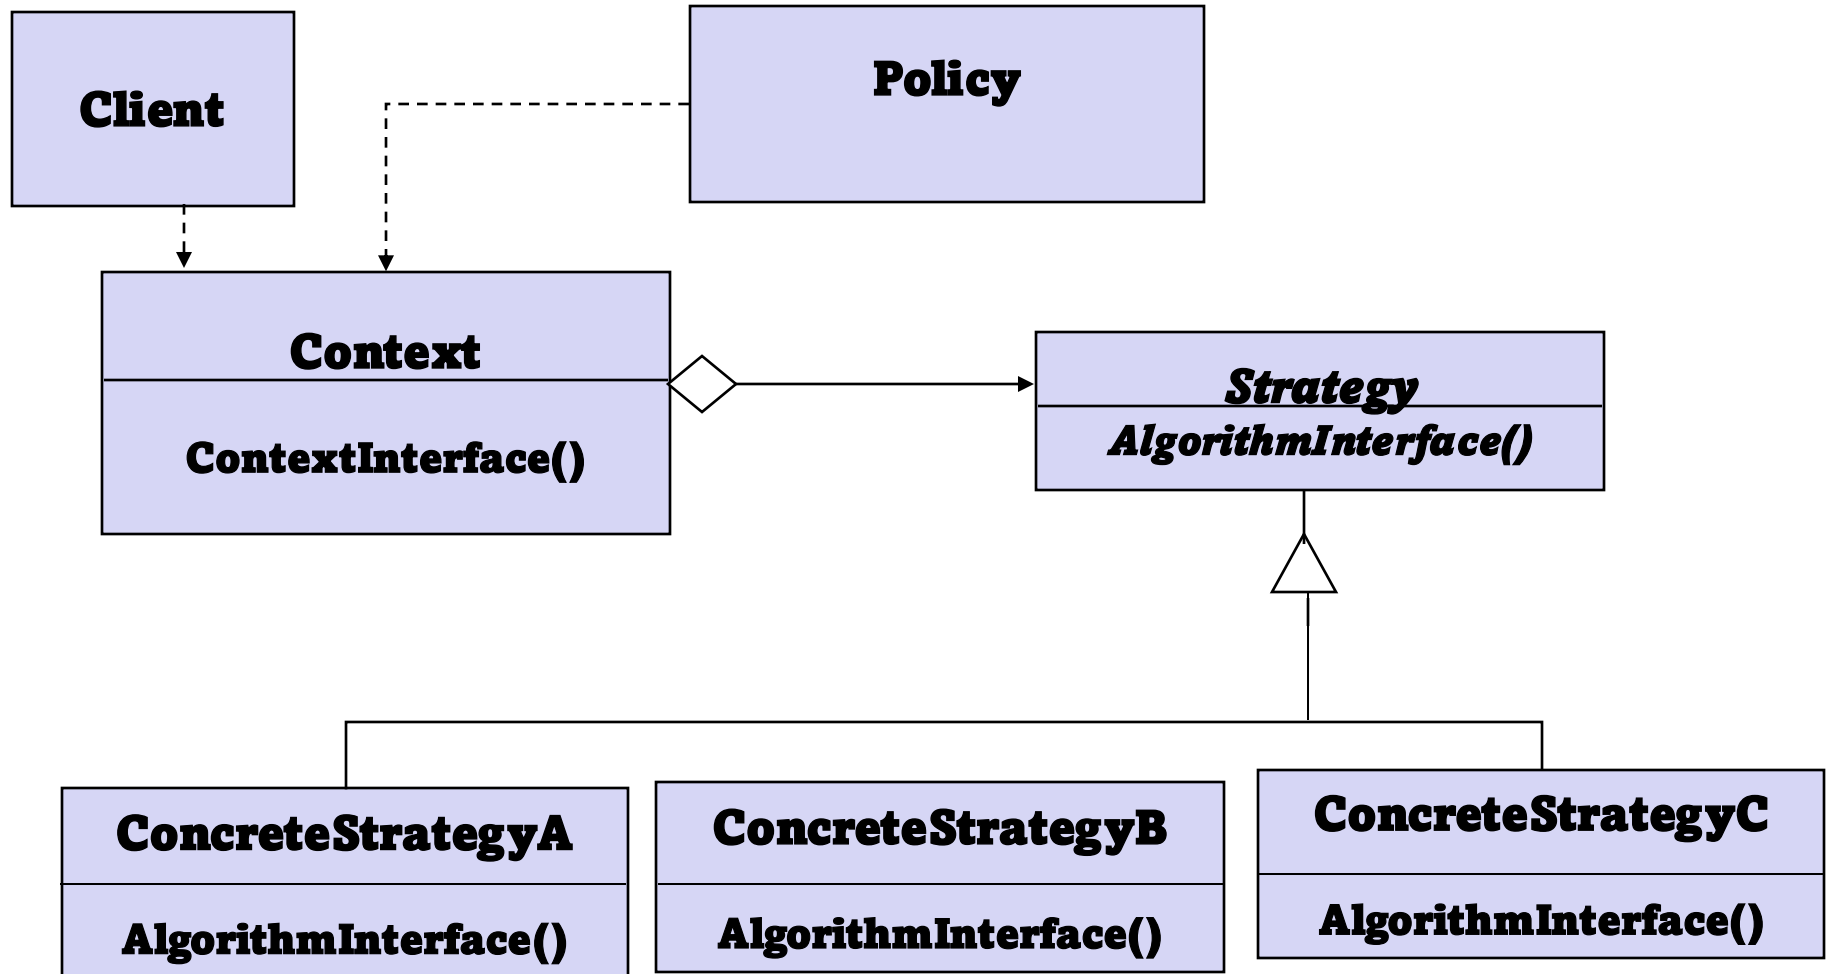 Client
Policy
Context
ContextInterface()
Strategy
AlgorithmInterface()
ConcreteStrategyA
AlgorithmInterface()
ConcreteStrategyB
AlgorithmInterface()
ConcreteStrategyC
AlgorithmInterface()